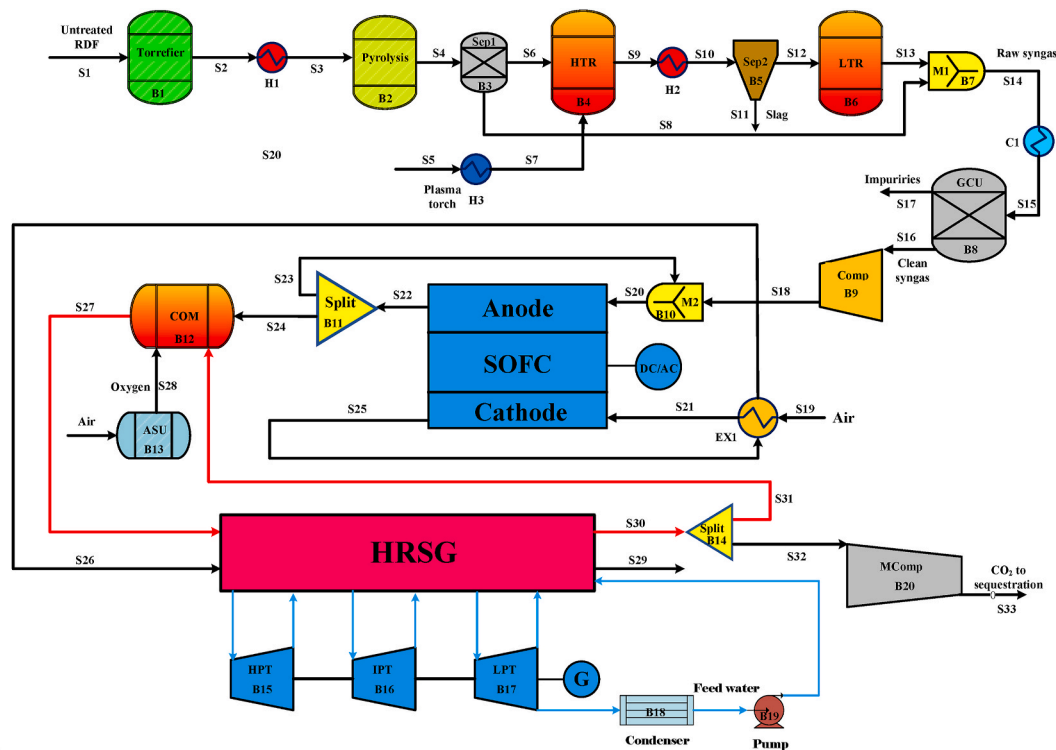 Untreated
RDF
S1
Torrefier
B1
S2
H1
S3
Pyrolysis
B2
S4
Sep1
B3
S6
HTR
B4
S9
H2
S10
Sep2
B5
S12
LTR
B6
S13
M1
B7
Raw syngas
S14
S11
Slag
S8
S20
S5
Plasma
torch
H3
S7
C1
Impuriries
S17
GCU
B8
S15
S16
Clean
syngas
Comp
B9
S18
S23
Split
B11
S22
Anode
SOFC
Cathode
S20
M2
B10
DC/AC
S27
COM
B12
S24
Oxygen
S28
Air
ASU
B13
S25
S21
EX1
S19
Air
S31
HRSG
S30
Split
B14
S26
S29
S32
MComp
B20
CO2 to
sequestration
S33
HPT
B15
IPT
B16
LPT
B17
G
B18
Condenser
Feed water
B19
Pump